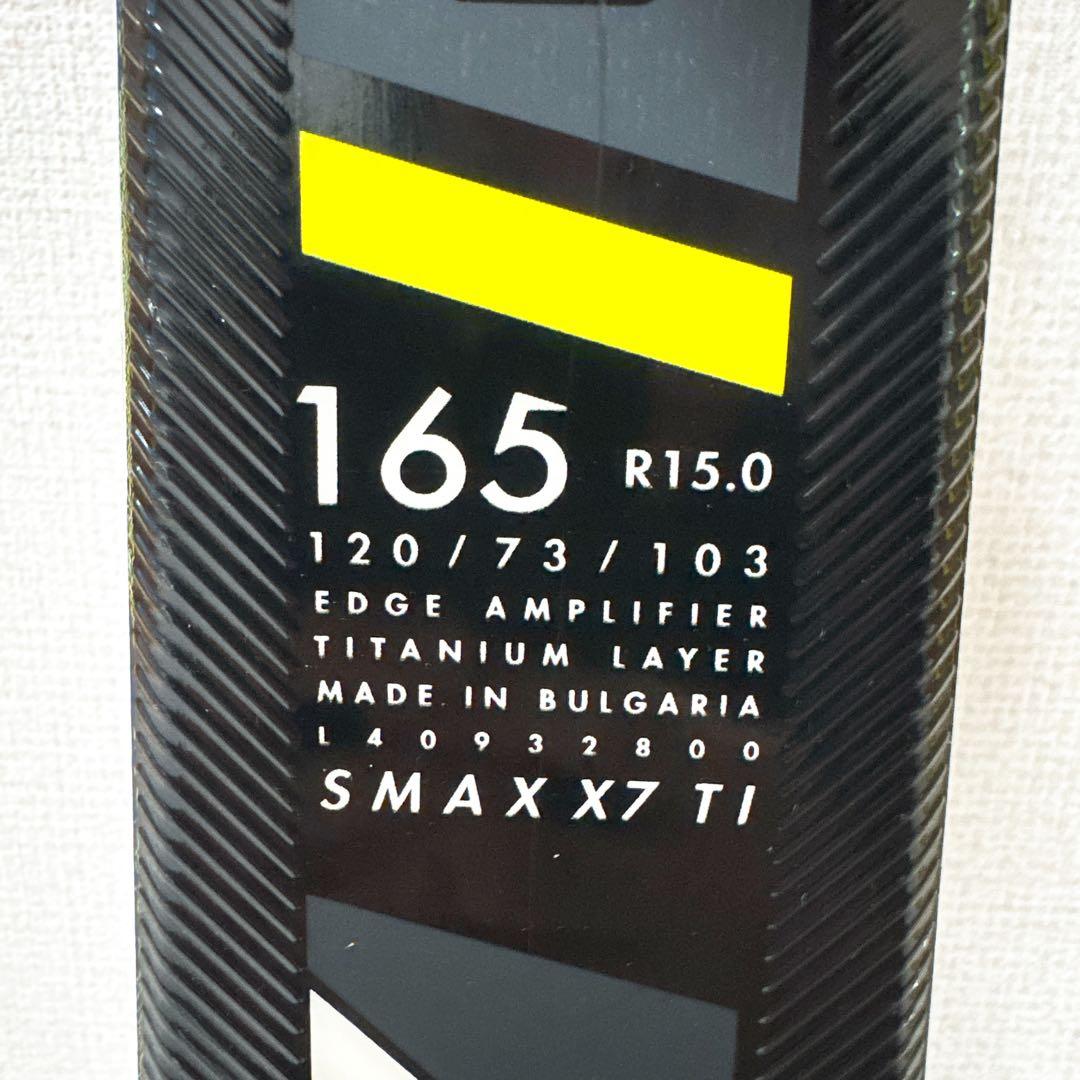 165 R15.0
120/73/103
EDGE AMPLIFIER
TITANIUM LAYER
MADE IN BULGARIA
L40932800
SMAX X7 TI